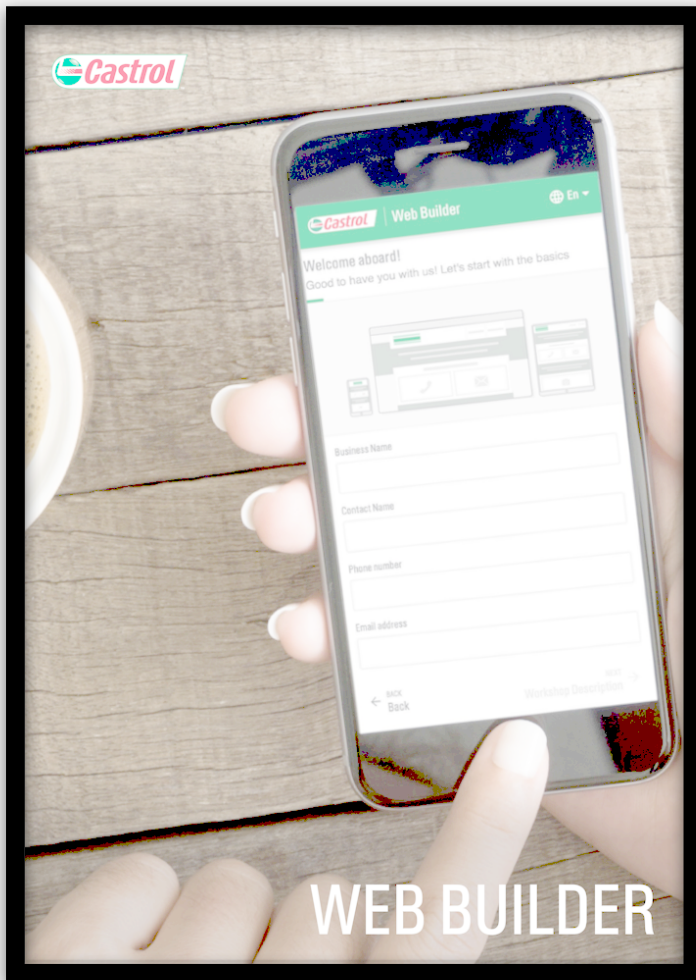 Castrol
Castrol | Web Builder
En
Welcome aboard!
Good to have you with us! Let's start with the basics
Business Name
Contact Name
Phone number
Email address
BACK
Back
NEXT
Workshop Description
WEB BUILDER